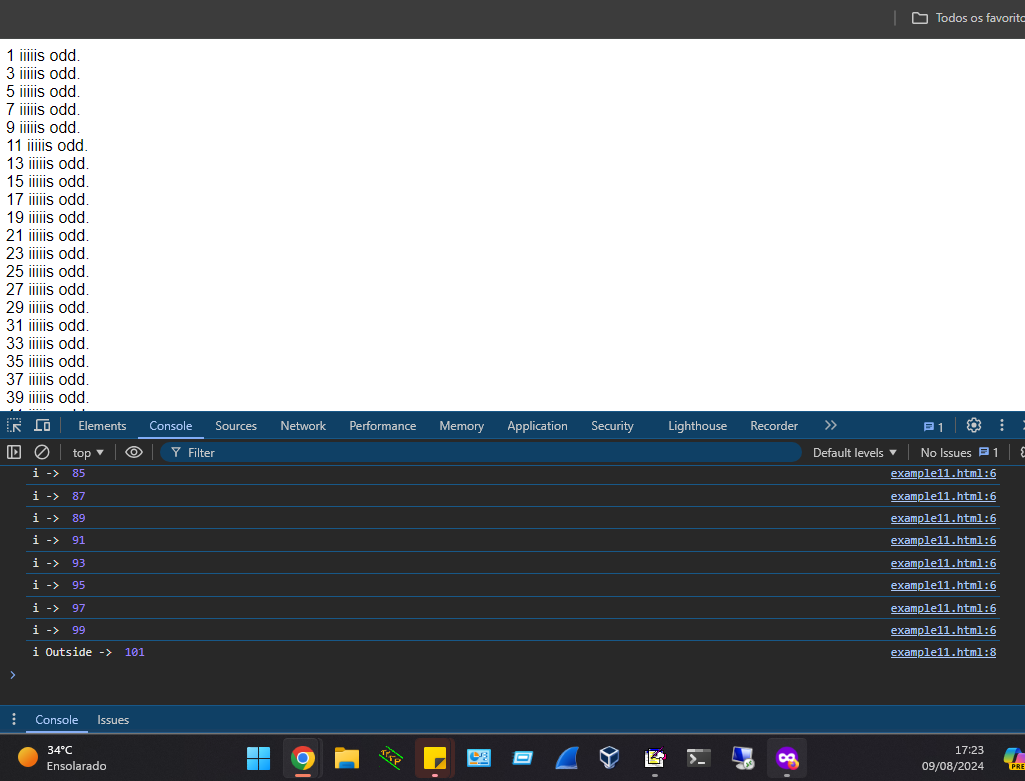 Todos os favorito
1 iiiiis odd.
3 iiiiis odd.
5 iiiiis odd.
7 iiiiis odd.
9 iiiiis odd.
11 iiiiis odd.
13 iiiiis odd.
15 iiiiis odd.
17 iiiiis odd.
19 iiiiis odd.
21 iiiiis odd.
23 iiiiis odd.
25 iiiiis odd.
27 iiiiis odd.
29 iiiiis odd.
31 iiiiis odd.
33 iiiiis odd.
35 iiiiis odd.
37 iiiiis odd.
39 iiiiis odd.
Elements Console Sources Network Performance Memory Application Security Lighthouse Recorder 1
top Filter Default levels No Issues 1
i -> 85 example11.html:6
i -> 87 example11.html:6
i -> 89 example11.html:6
i -> 91 example11.html:6
i -> 93 example11.html:6
i -> 95 example11.html:6
i -> 97 example11.html:6
i -> 99 example11.html:6
i Outside -> 101 example11.html:8
>
Console Issues
34°C 17:23
Ensolarado 09/08/2024 PRE